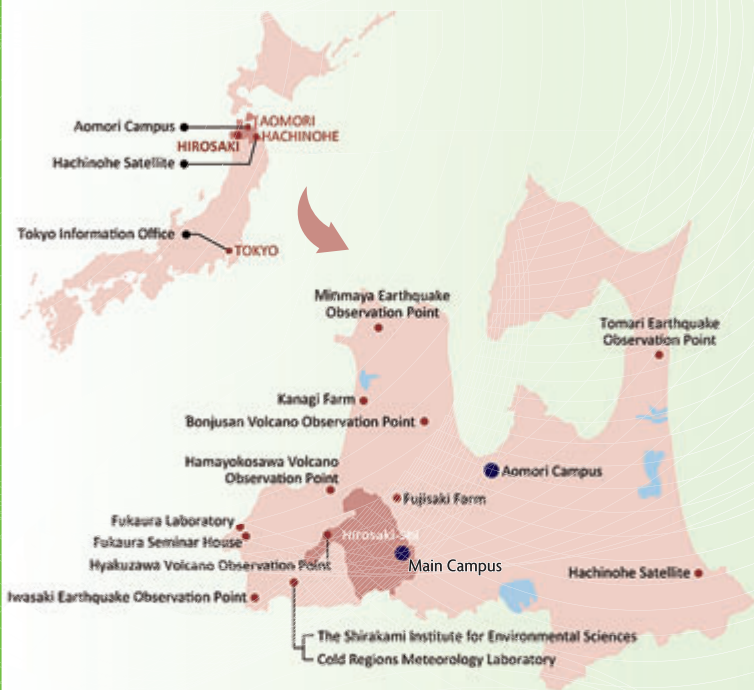 Aomori Campus
AOMORI
HACHINOHE
HIROSAKI
Hachinohe Satellite
Tokyo Information Office
TOKYO
Minmaya Earthquake
Observation Point
Tomari Earthquake
Observation Point
Kanagi Farm
Bonjusan Volcano Observation Point
Hamayokosawa Volcano
Observation Point
Aomori Campus
Fujisaki Farm
Fukaura Laboratory
Fukaura Seminar House
Hirosaki-Shi
Hyakuzawa Volcano Observation Point
Main Campus
Hachinohe Satellite
Iwasaki Earthquake Observation Point
The Shirakami Institute for Environmental Sciences
Cold Regions Meteorology Laboratory